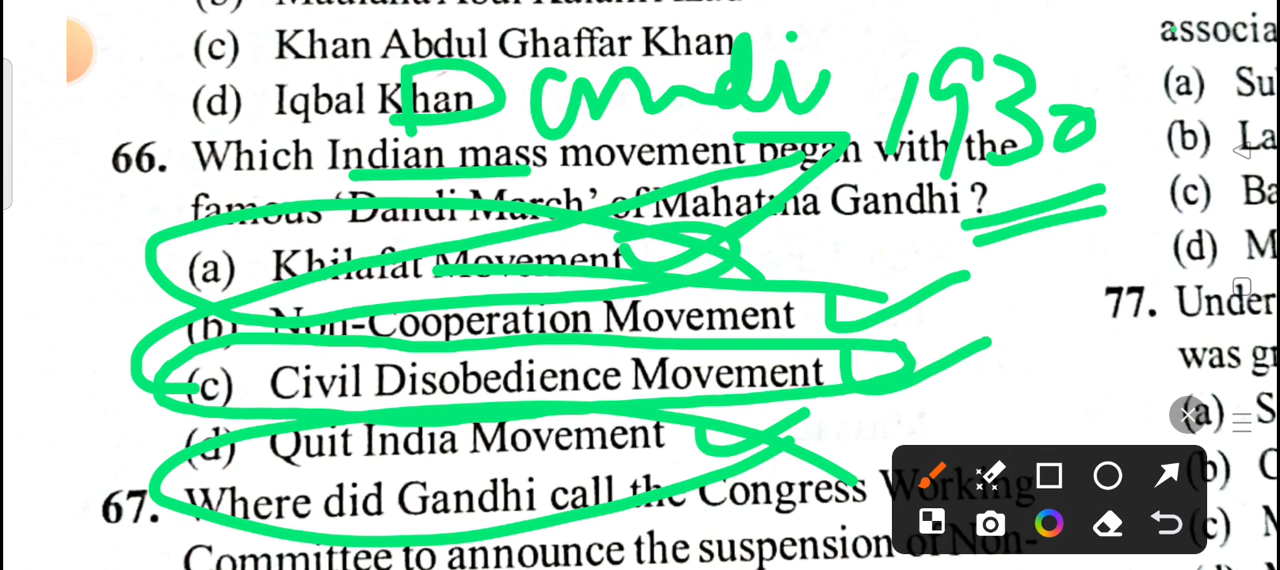 (c) Khan Abdul Ghaffar Khan
(d) Iqbal Khan
Dandi 1930
66. Which Indian mass movement began with the
famous 'Dandi March' of Mahatma Gandhi ?
(a) Khilafat Movement
(b) Non-Cooperation Movement
(c) Civil Disobedience Movement
(d) Quit India Movement
67. Where did Gandhi call the Congress Working
Committee to announce the suspension of Non-
associa
(a) Su
(b) La
(c) Ba
(d) M
77. Under
was gr
(a) S
(b) C
(c)